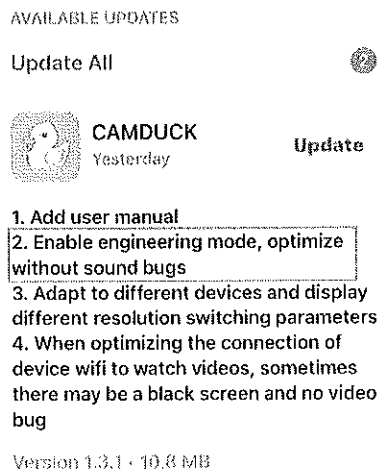 AVAILABLE UPDATES
Update All
2
CAMDUCK
Update
Yesterday
1. Add user manual
2. Enable engineering mode, optimize
without sound bugs
3. Adapt to different devices and display
different resolution switching parameters
4. When optimizing the connection of
device wifi to watch videos, sometimes
there may be a black screen and no video
bug
Version 1.3.1 · 10.8 MB